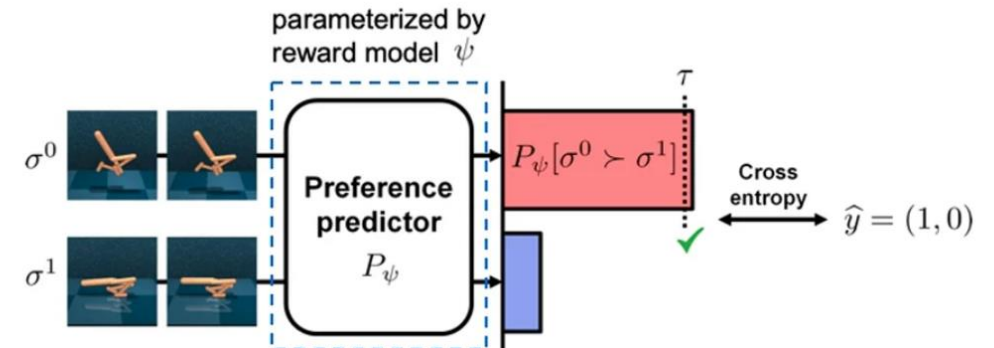 parameterized by
reward model ψ
τ
σ⁰
P_ψ[σ⁰ ≻ σ¹]
Cross
entropy
Preference
predictor
P_ψ
ŷ = (1, 0)
σ¹